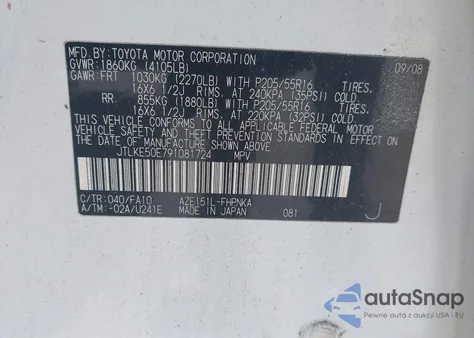 MFD. BY: TOYOTA MOTOR CORPORATION 09/08
GVWR: 1860KG (4105LB)
GAWR: FRT 1030KG (2270LB) WITH P205/55R16
16X6 1/2J RIMS, AT 240KPA (35PSI) COLD.
RR. 855KG (1880LB) WITH P205/55R16
16X6 1/2J RIMS, AT 220KPA (32PSI) COLD.
THIS VEHICLE CONFORMS TO ALL APPLICABLE
FEDERAL MOTOR VEHICLE SAFETY AND
THEFT PREVENTION STANDARDS IN EFFECT ON
THE DATE OF MANUFACTURE SHOWN ABOVE.
JTLKE50E791081724 MPV
C/TR: 040/FA10 AZE151L-FHPNKA
A/TM: -02A/U241E MADE IN JAPAN 081 J
autoSnap
Pewne auta z aukcji USA i EU